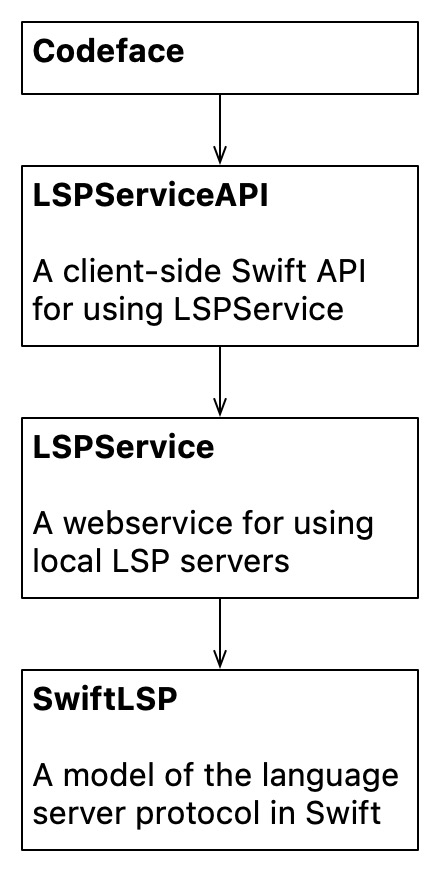 Codeface
LSPServiceAPI
A client-side Swift API
for using LSPService
LSPService
A webservice for using
local LSP servers
SwiftLSP
A model of the language
server protocol in Swift